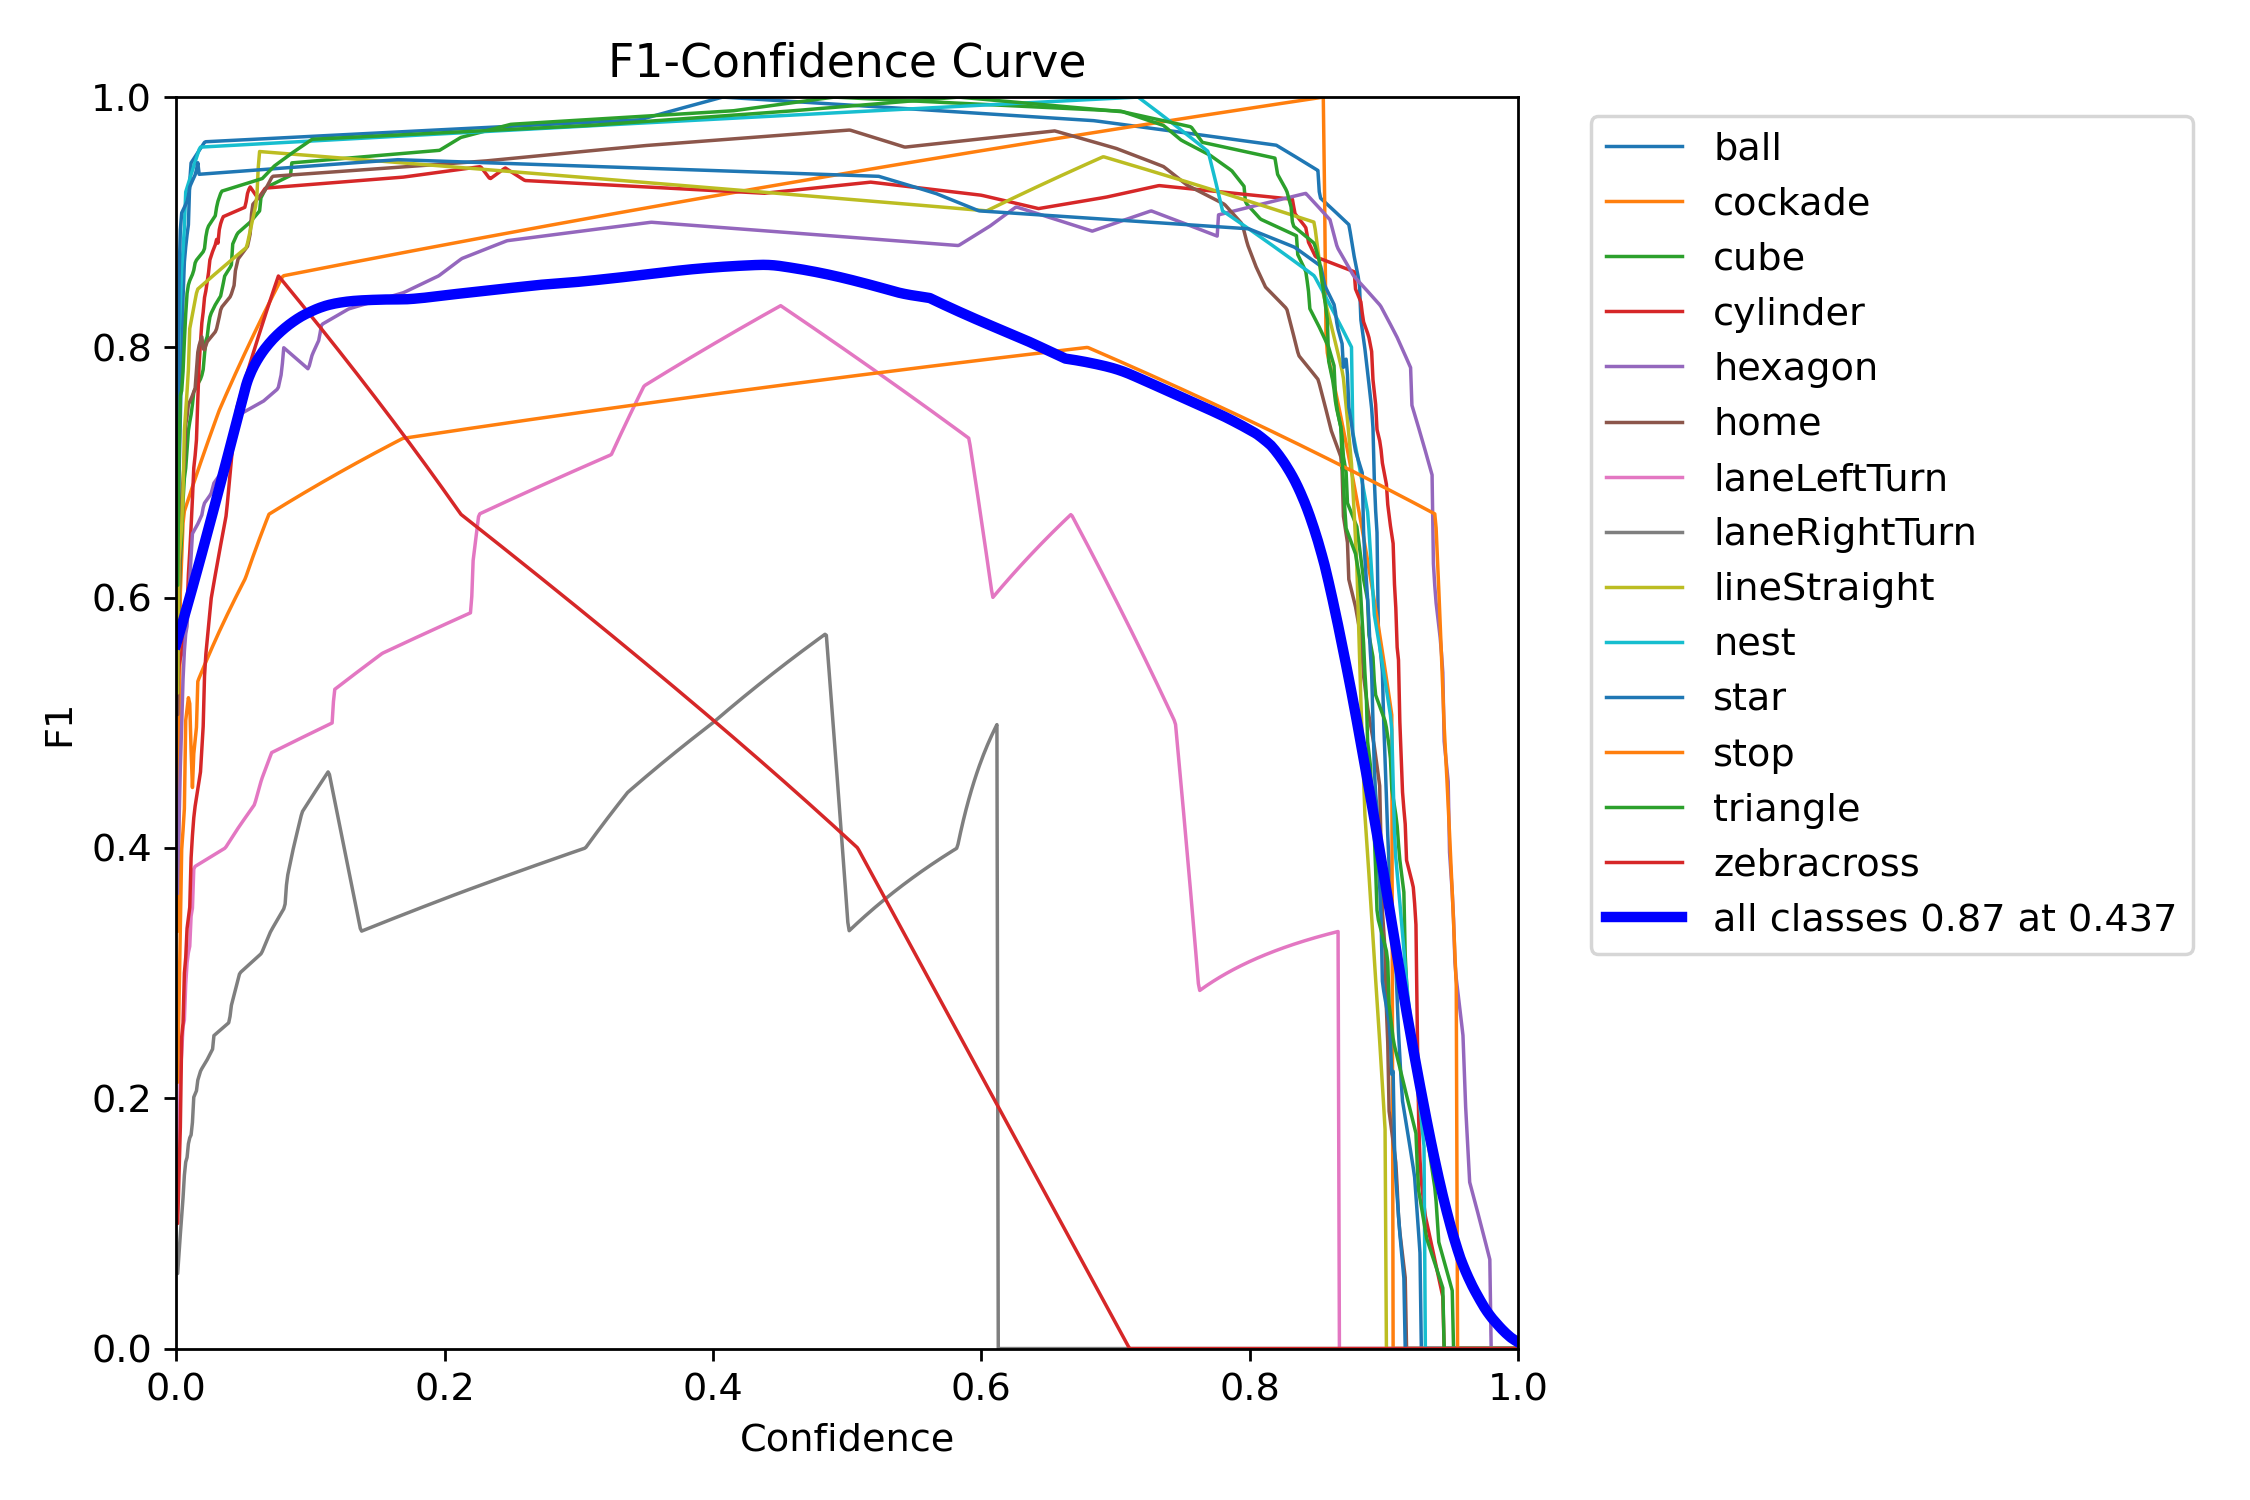 F1-Confidence Curve
1.0
0.8
0.6
0.4
0.2
0.0
F1
0.0 0.2 0.4 0.6 0.8 1.0
Confidence
ball
cockade
cube
cylinder
hexagon
home
laneLeftTurn
laneRightTurn
lineStraight
nest
star
stop
triangle
zebracross
all classes 0.87 at 0.437